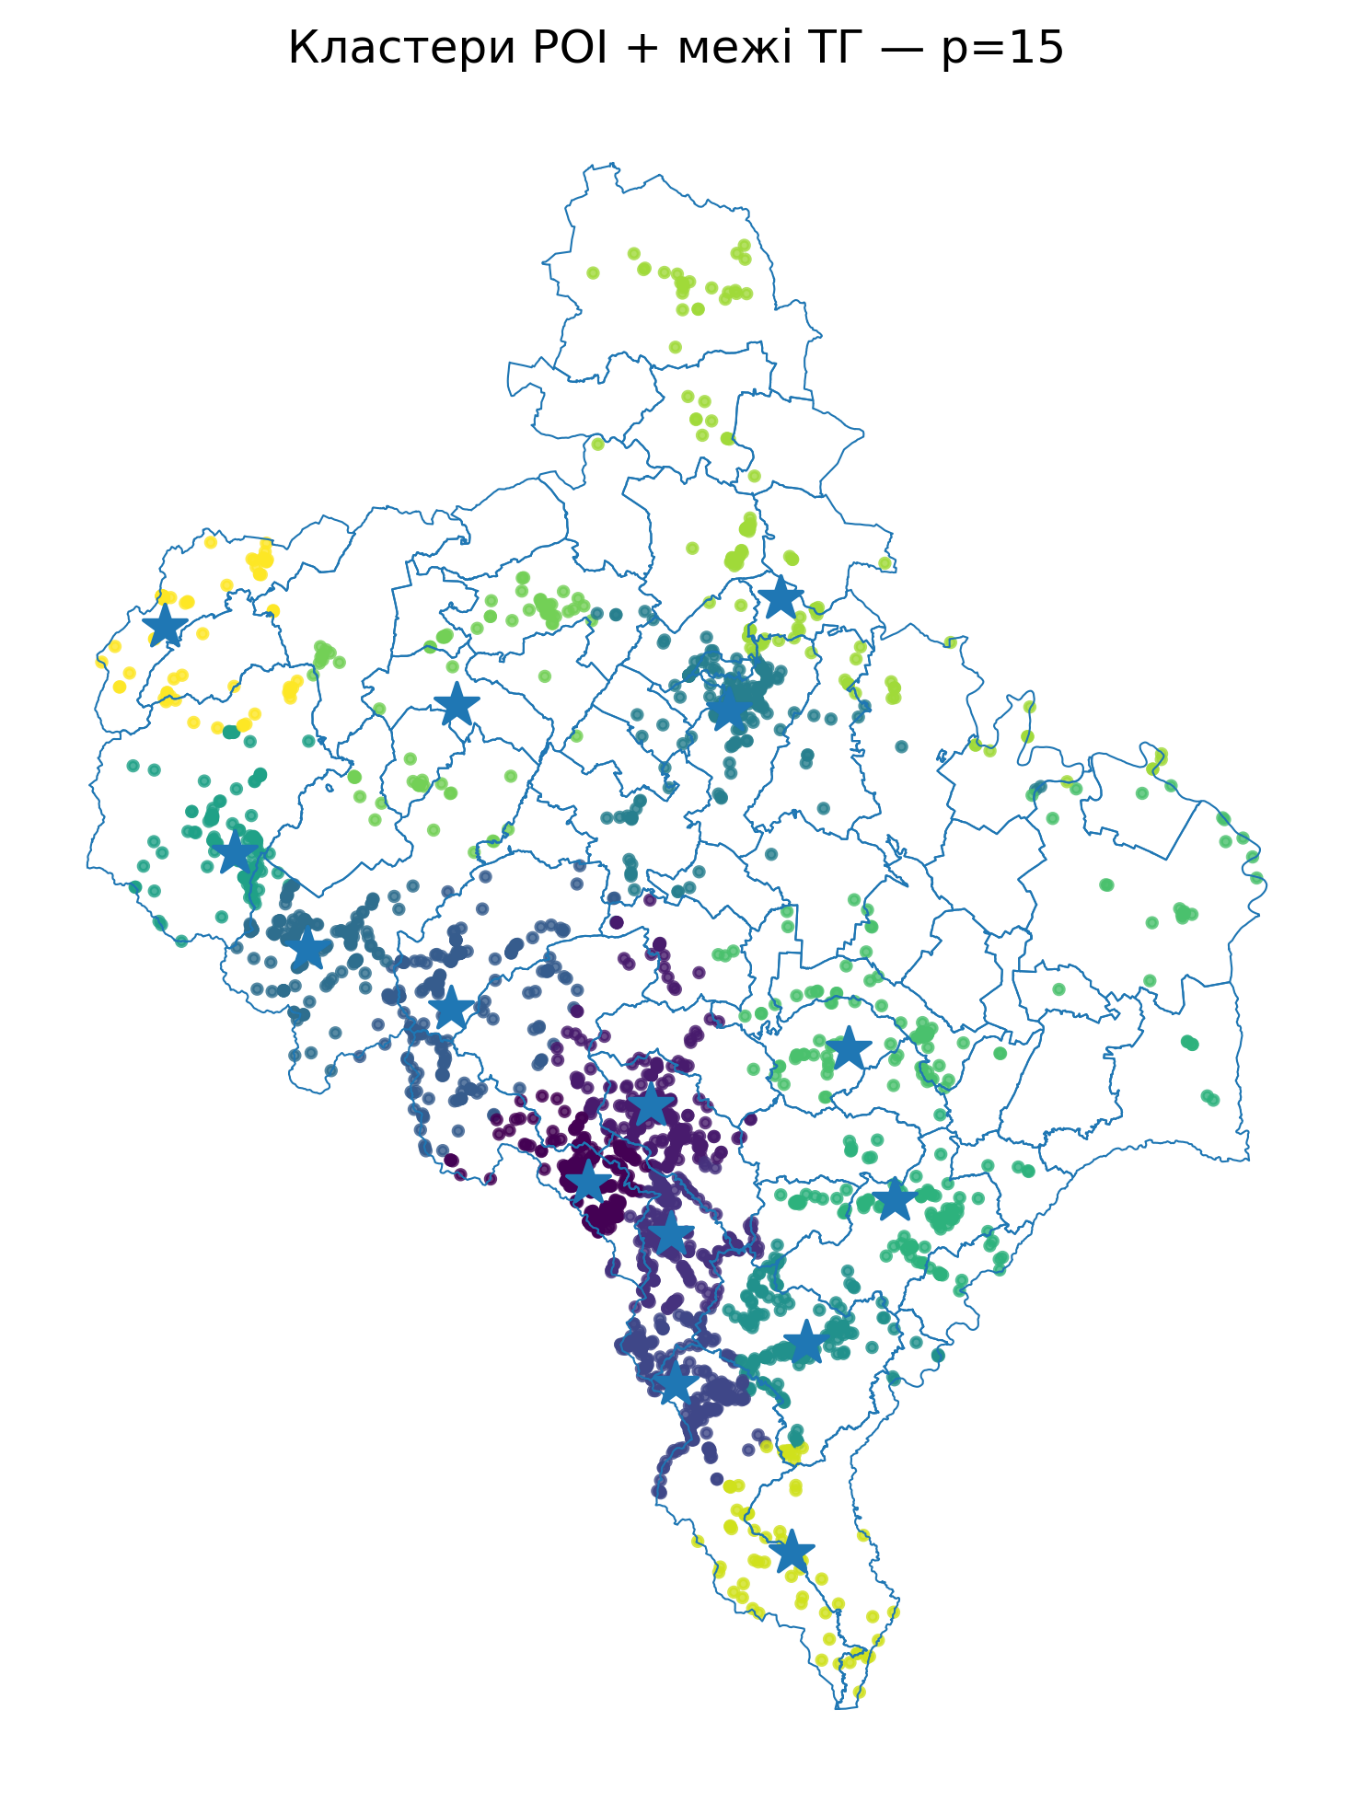 Кластери POI + межі ТГ — p=15